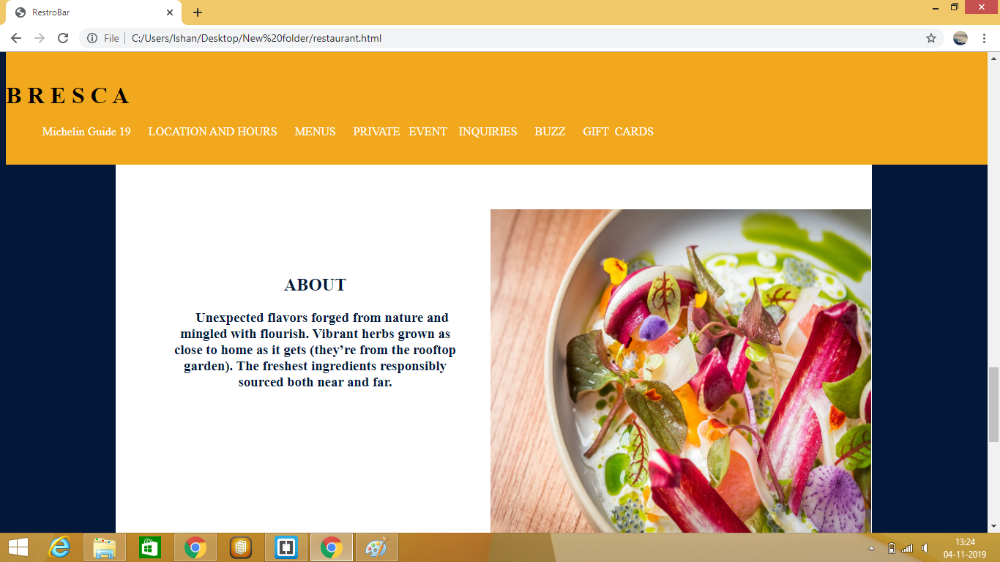 RestroBar
File C:/Users/Ishan/Desktop/New%20folder/restaurant.html
B R E S C A
Michelin Guide 19 LOCATION AND HOURS MENUS PRIVATE EVENT INQUIRIES BUZZ GIFT CARDS
ABOUT
Unexpected flavors forged from nature and
mingled with flourish. Vibrant herbs grown as
close to home as it gets (they’re from the rooftop
garden). The freshest ingredients responsibly
sourced both near and far.
13:24
04-11-2019